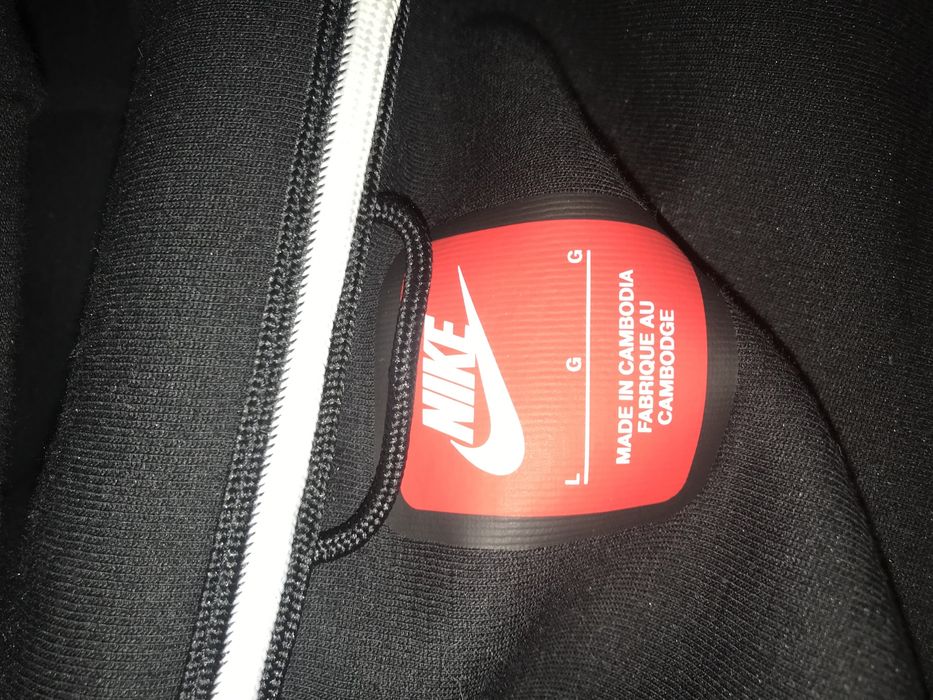 NIKE
L G G
MADE IN CAMBODIA
FABRIQUE AU
CAMBODGE